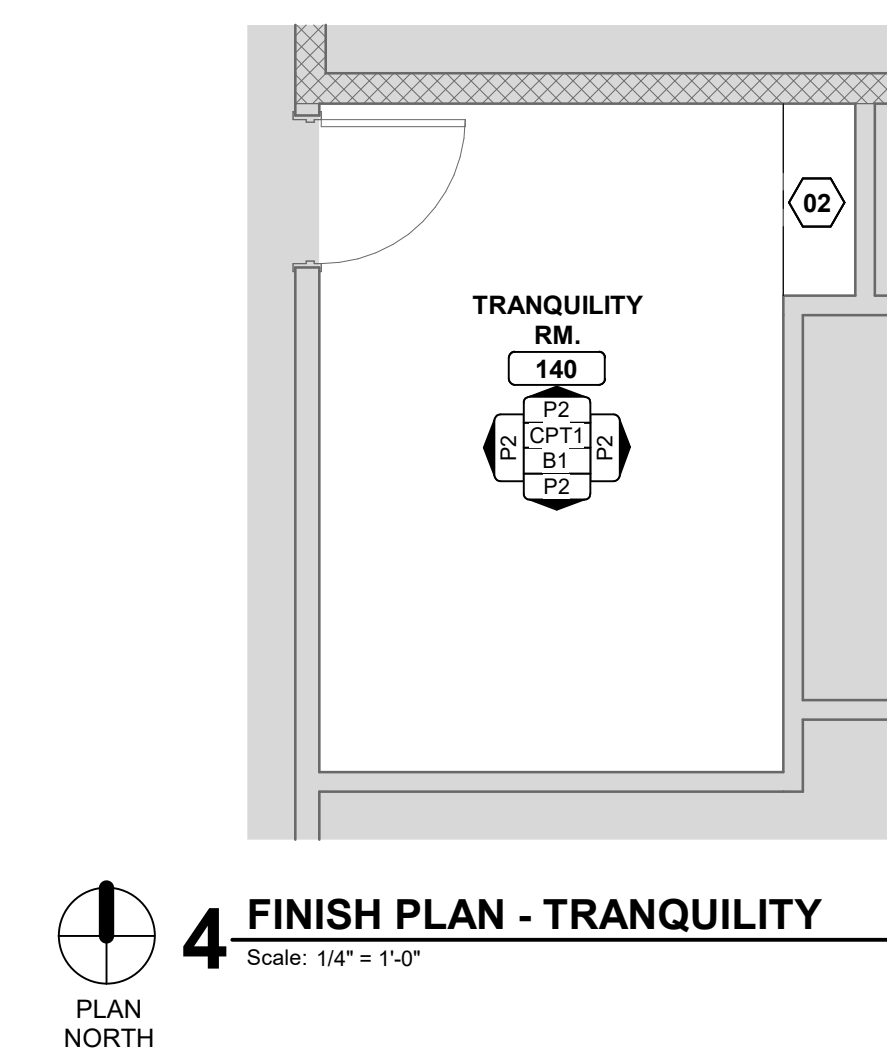 02
TRANQUILITY
RM.
140
P2
P2
CPT1
P2
B1
P2
4
FINISH PLAN - TRANQUILITY
Scale: 1/4" = 1'-0"
PLAN
NORTH